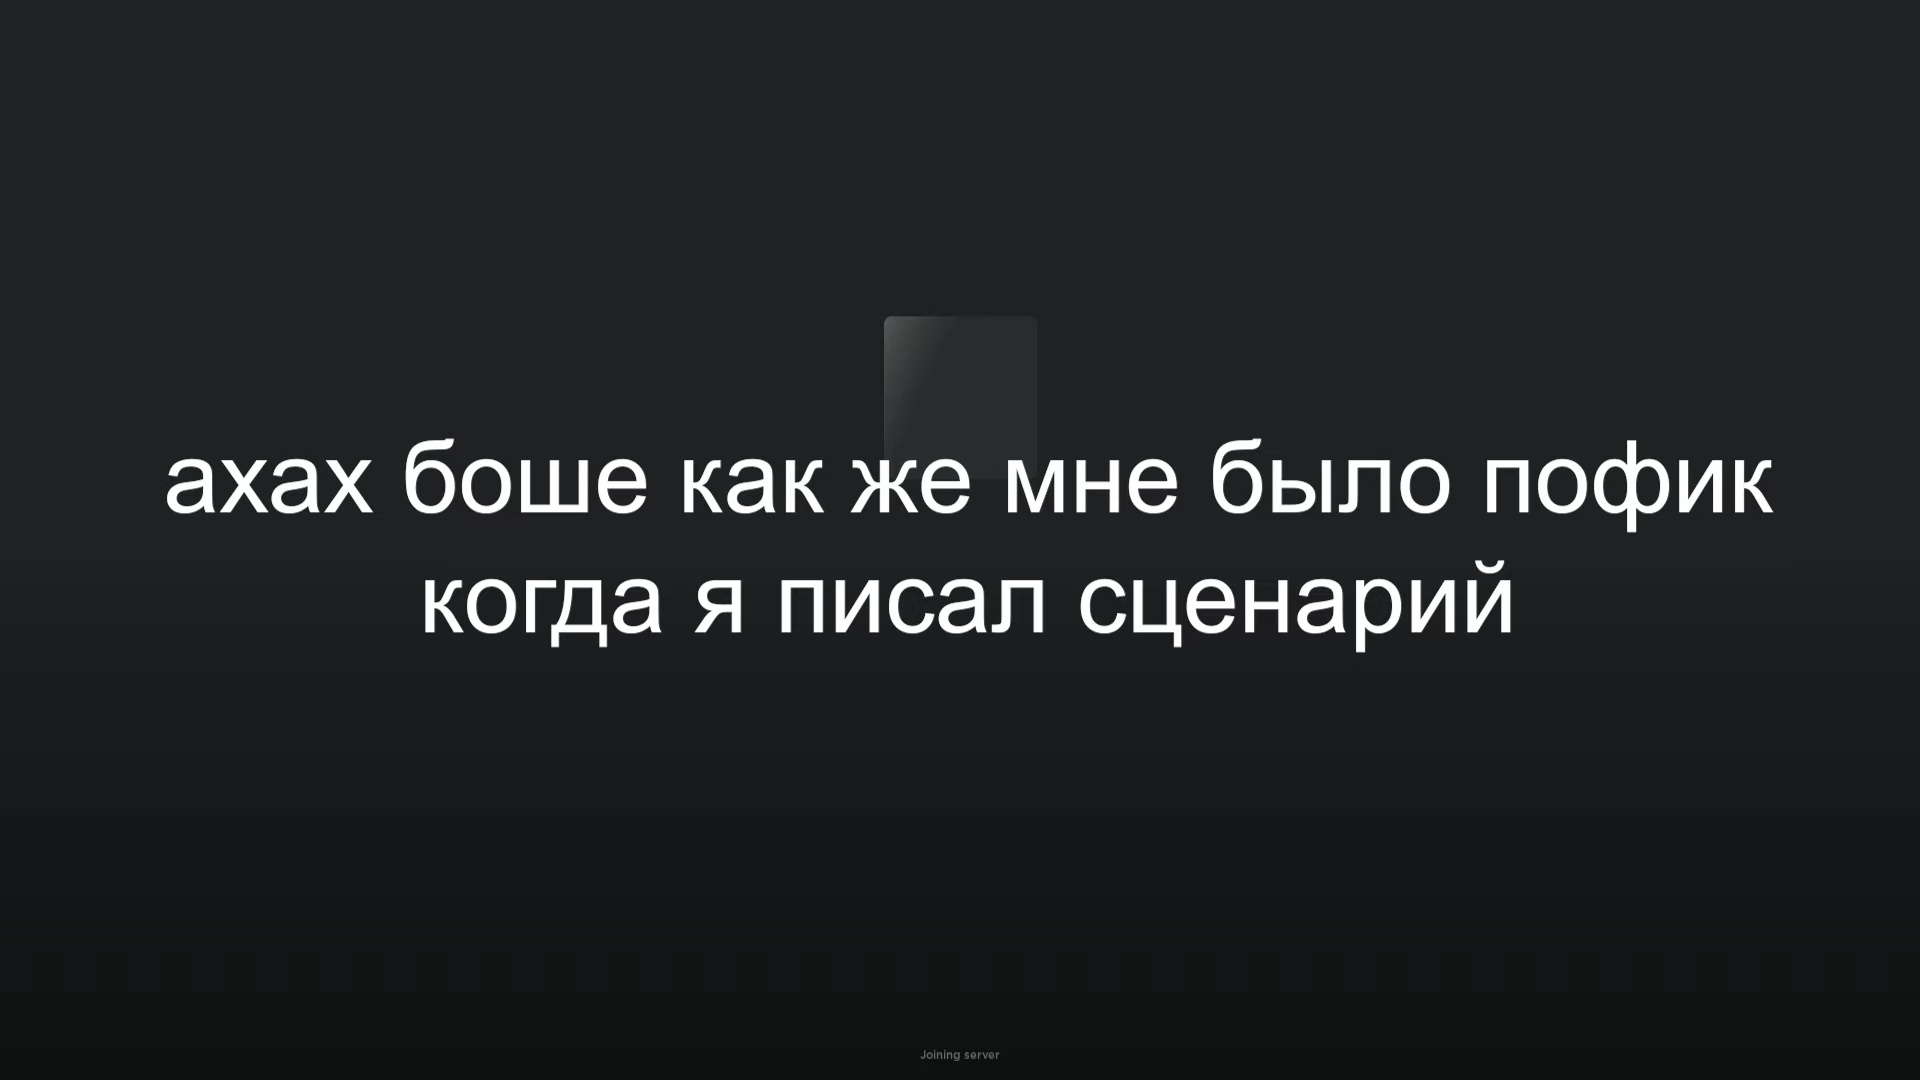 ахах боше как же мне было пофик
когда я писал сценарий
Joining server